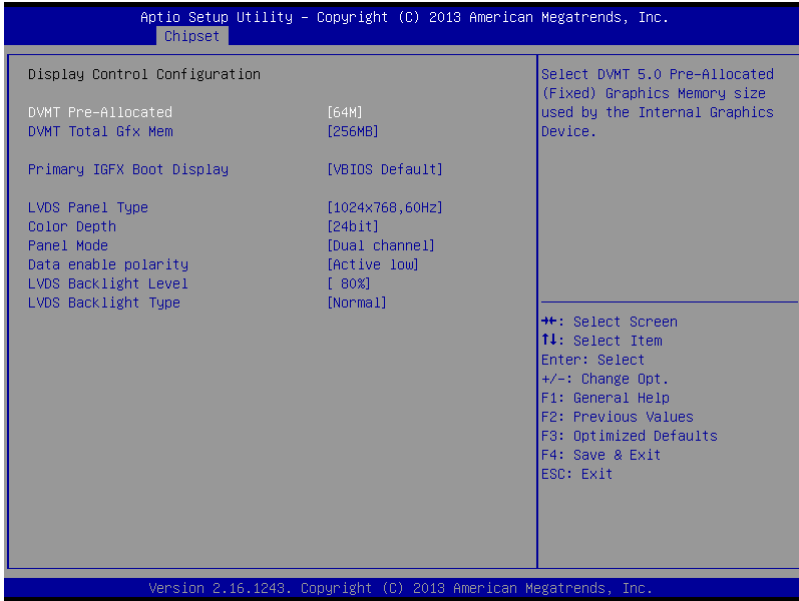 Aptio Setup Utility – Copyright (C) 2013 American Megatrends, Inc.
Chipset
Display Control Configuration
DVMT Pre-Allocated [64M]
DVMT Total Gfx Mem [256MB]
Primary IGFX Boot Display [VBIOS Default]
LVDS Panel Type [1024x768,60Hz]
Color Depth [24bit]
Panel Mode [Dual channel]
Data enable polarity [Active low]
LVDS Backlight Level [ 80%]
LVDS Backlight Type [Normal]
Select DVMT 5.0 Pre-Allocated
(Fixed) Graphics Memory size
used by the Internal Graphics
Device.
→←: Select Screen
↑↓: Select Item
Enter: Select
+/-: Change Opt.
F1: General Help
F2: Previous Values
F3: Optimized Defaults
F4: Save & Exit
ESC: Exit
Version 2.16.1243. Copyright (C) 2013 American Megatrends, Inc.